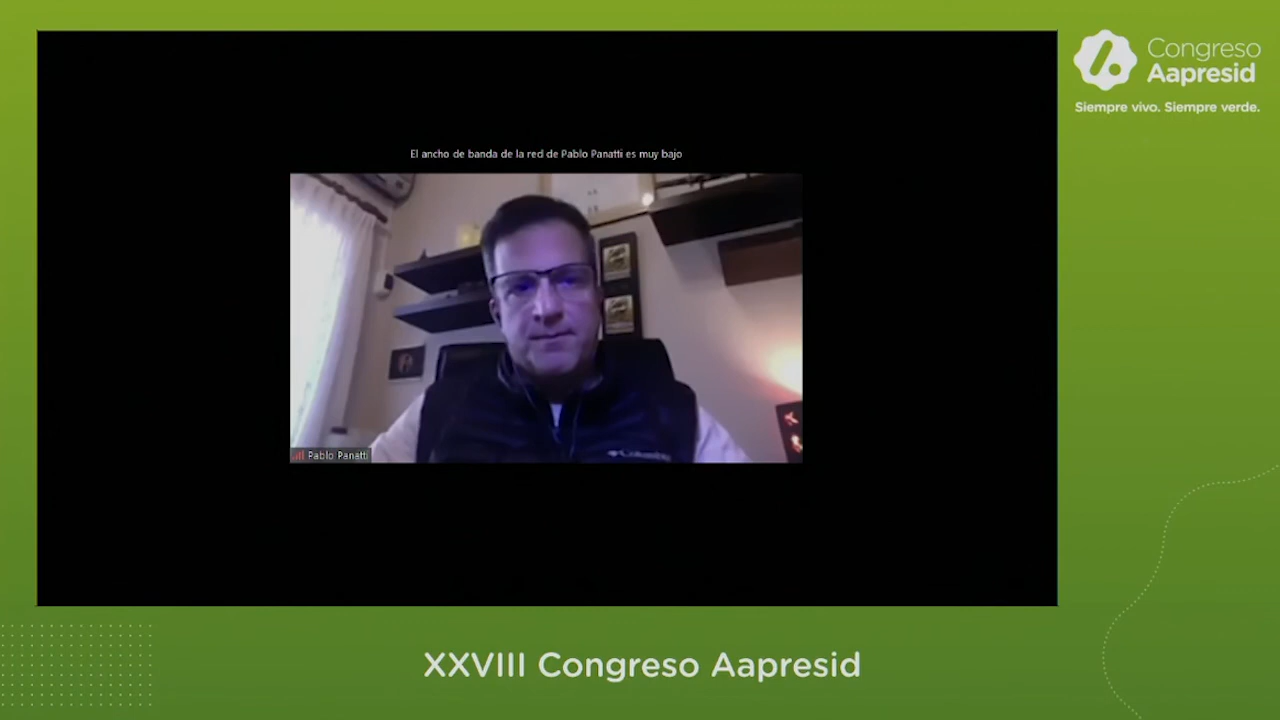 Congreso
Aapresid
Siempre vivo. Siempre verde.
El ancho de banda de la red de Pablo Panatti es muy bajo
Columbia
Pablo Panatti
XXVIII Congreso Aapresid